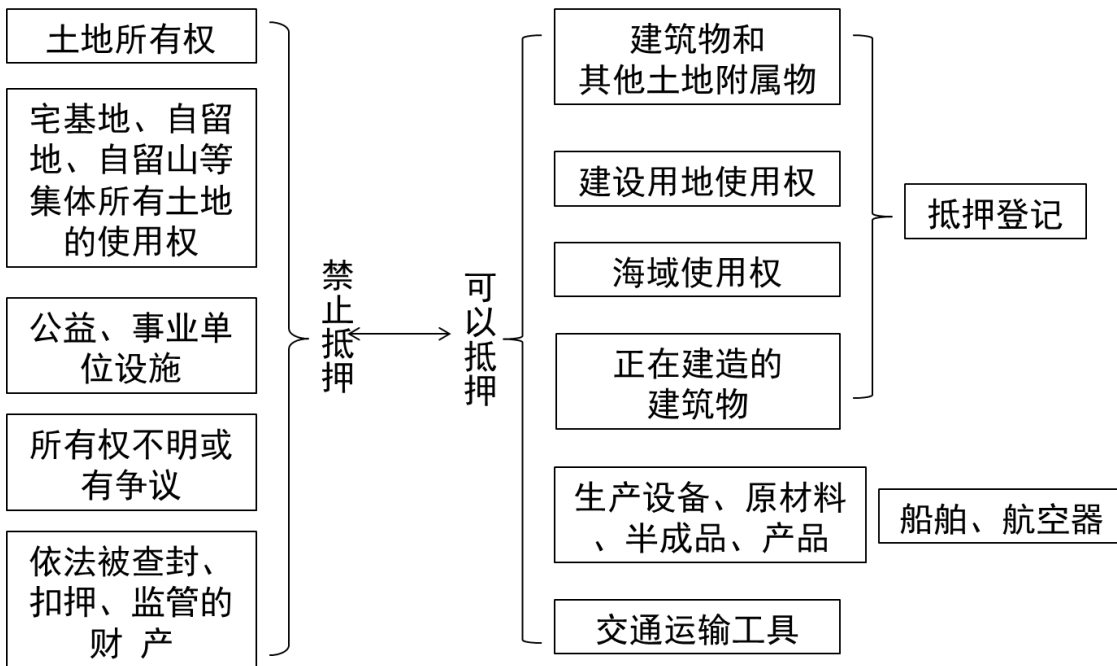 土地所有权
宅基地、自留
地、自留山等
集体所有土地
的使用权
公益、事业单
位设施
所有权不明或
有争议
依法被查封、
扣押、监管的
财 产
禁止抵押
可以抵押
建筑物和
其他土地附属物
建设用地使用权
海域使用权
正在建造的
建筑物
生产设备、原材料
、半成品、产品
交通运输工具
抵押登记
船舶、航空器